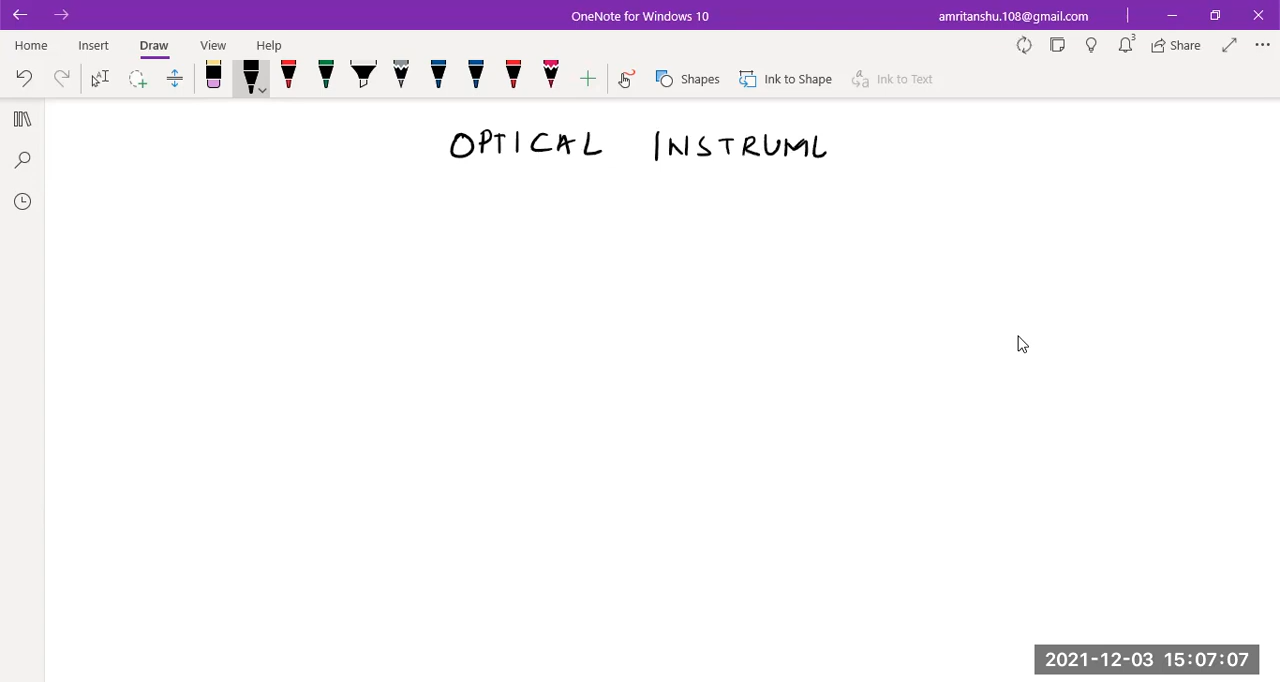 OneNote for Windows 10
amritanshu.108@gmail.com
Home Insert Draw View Help
3
Share
Shapes Ink to Shape Ink to Text
OPTICAL INSTRUML
2021-12-03 15:07:07